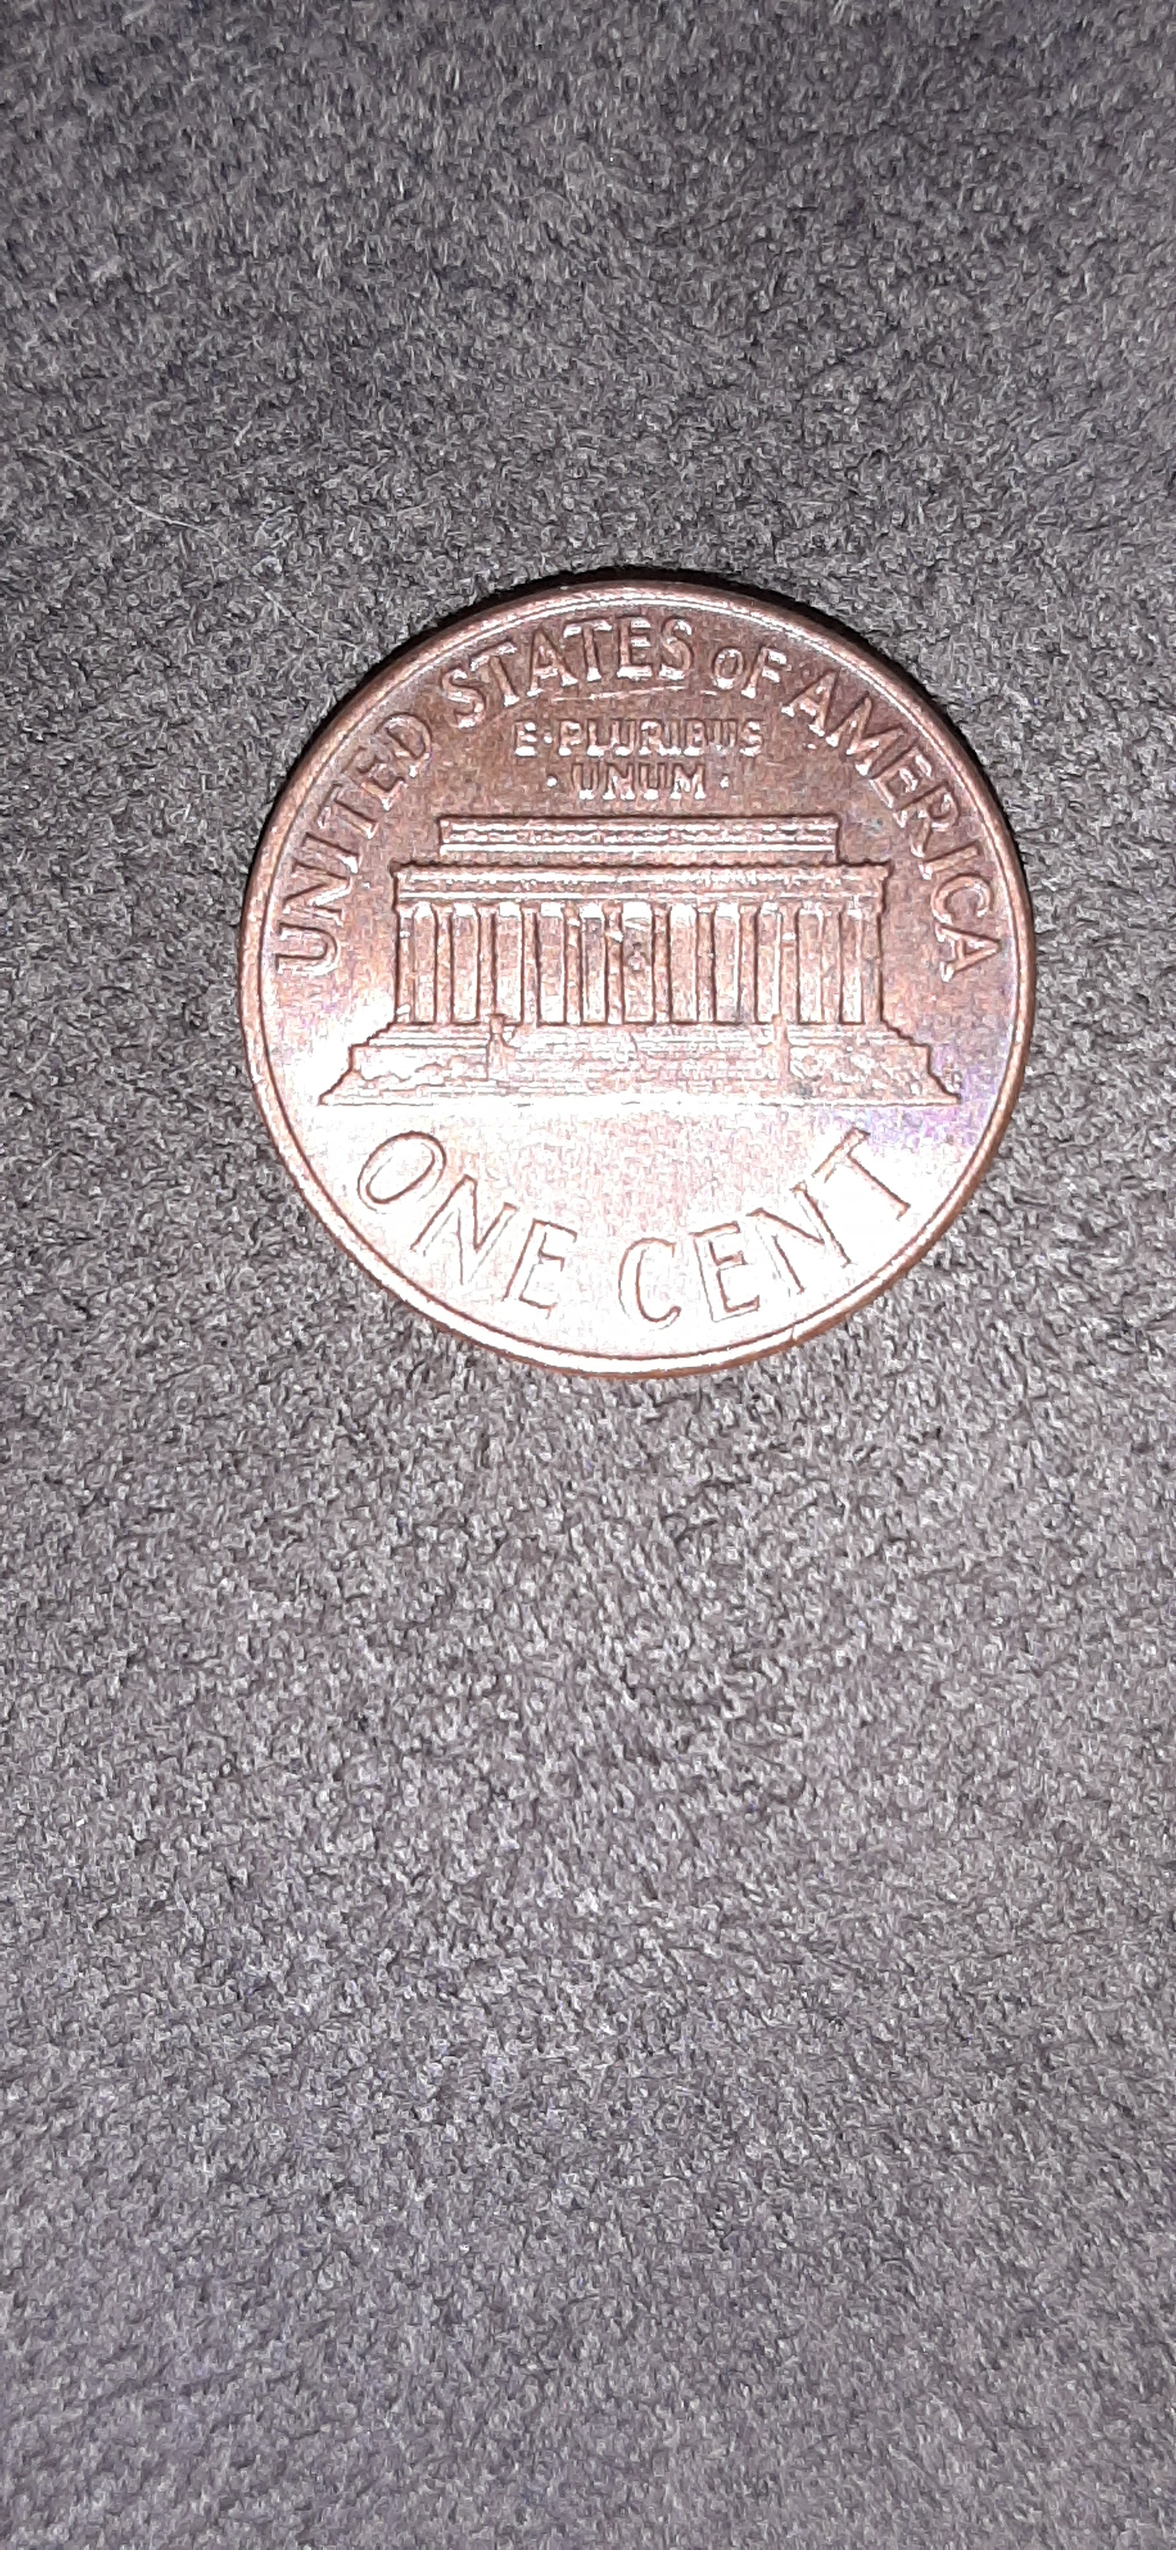 UNITED STATES OF AMERICA
E·PLURIBUS
·UNUM·
ONE CENT